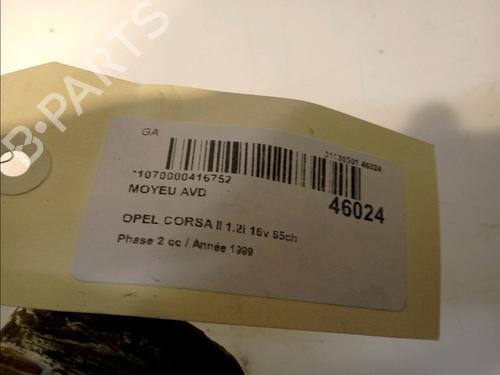 B-PARTS
GA
31130501 46024
*1070000416752
MOYEU AVD
46024
OPEL CORSA II 1.2i 16v 65ch
Phase 2 cc / Année 1999